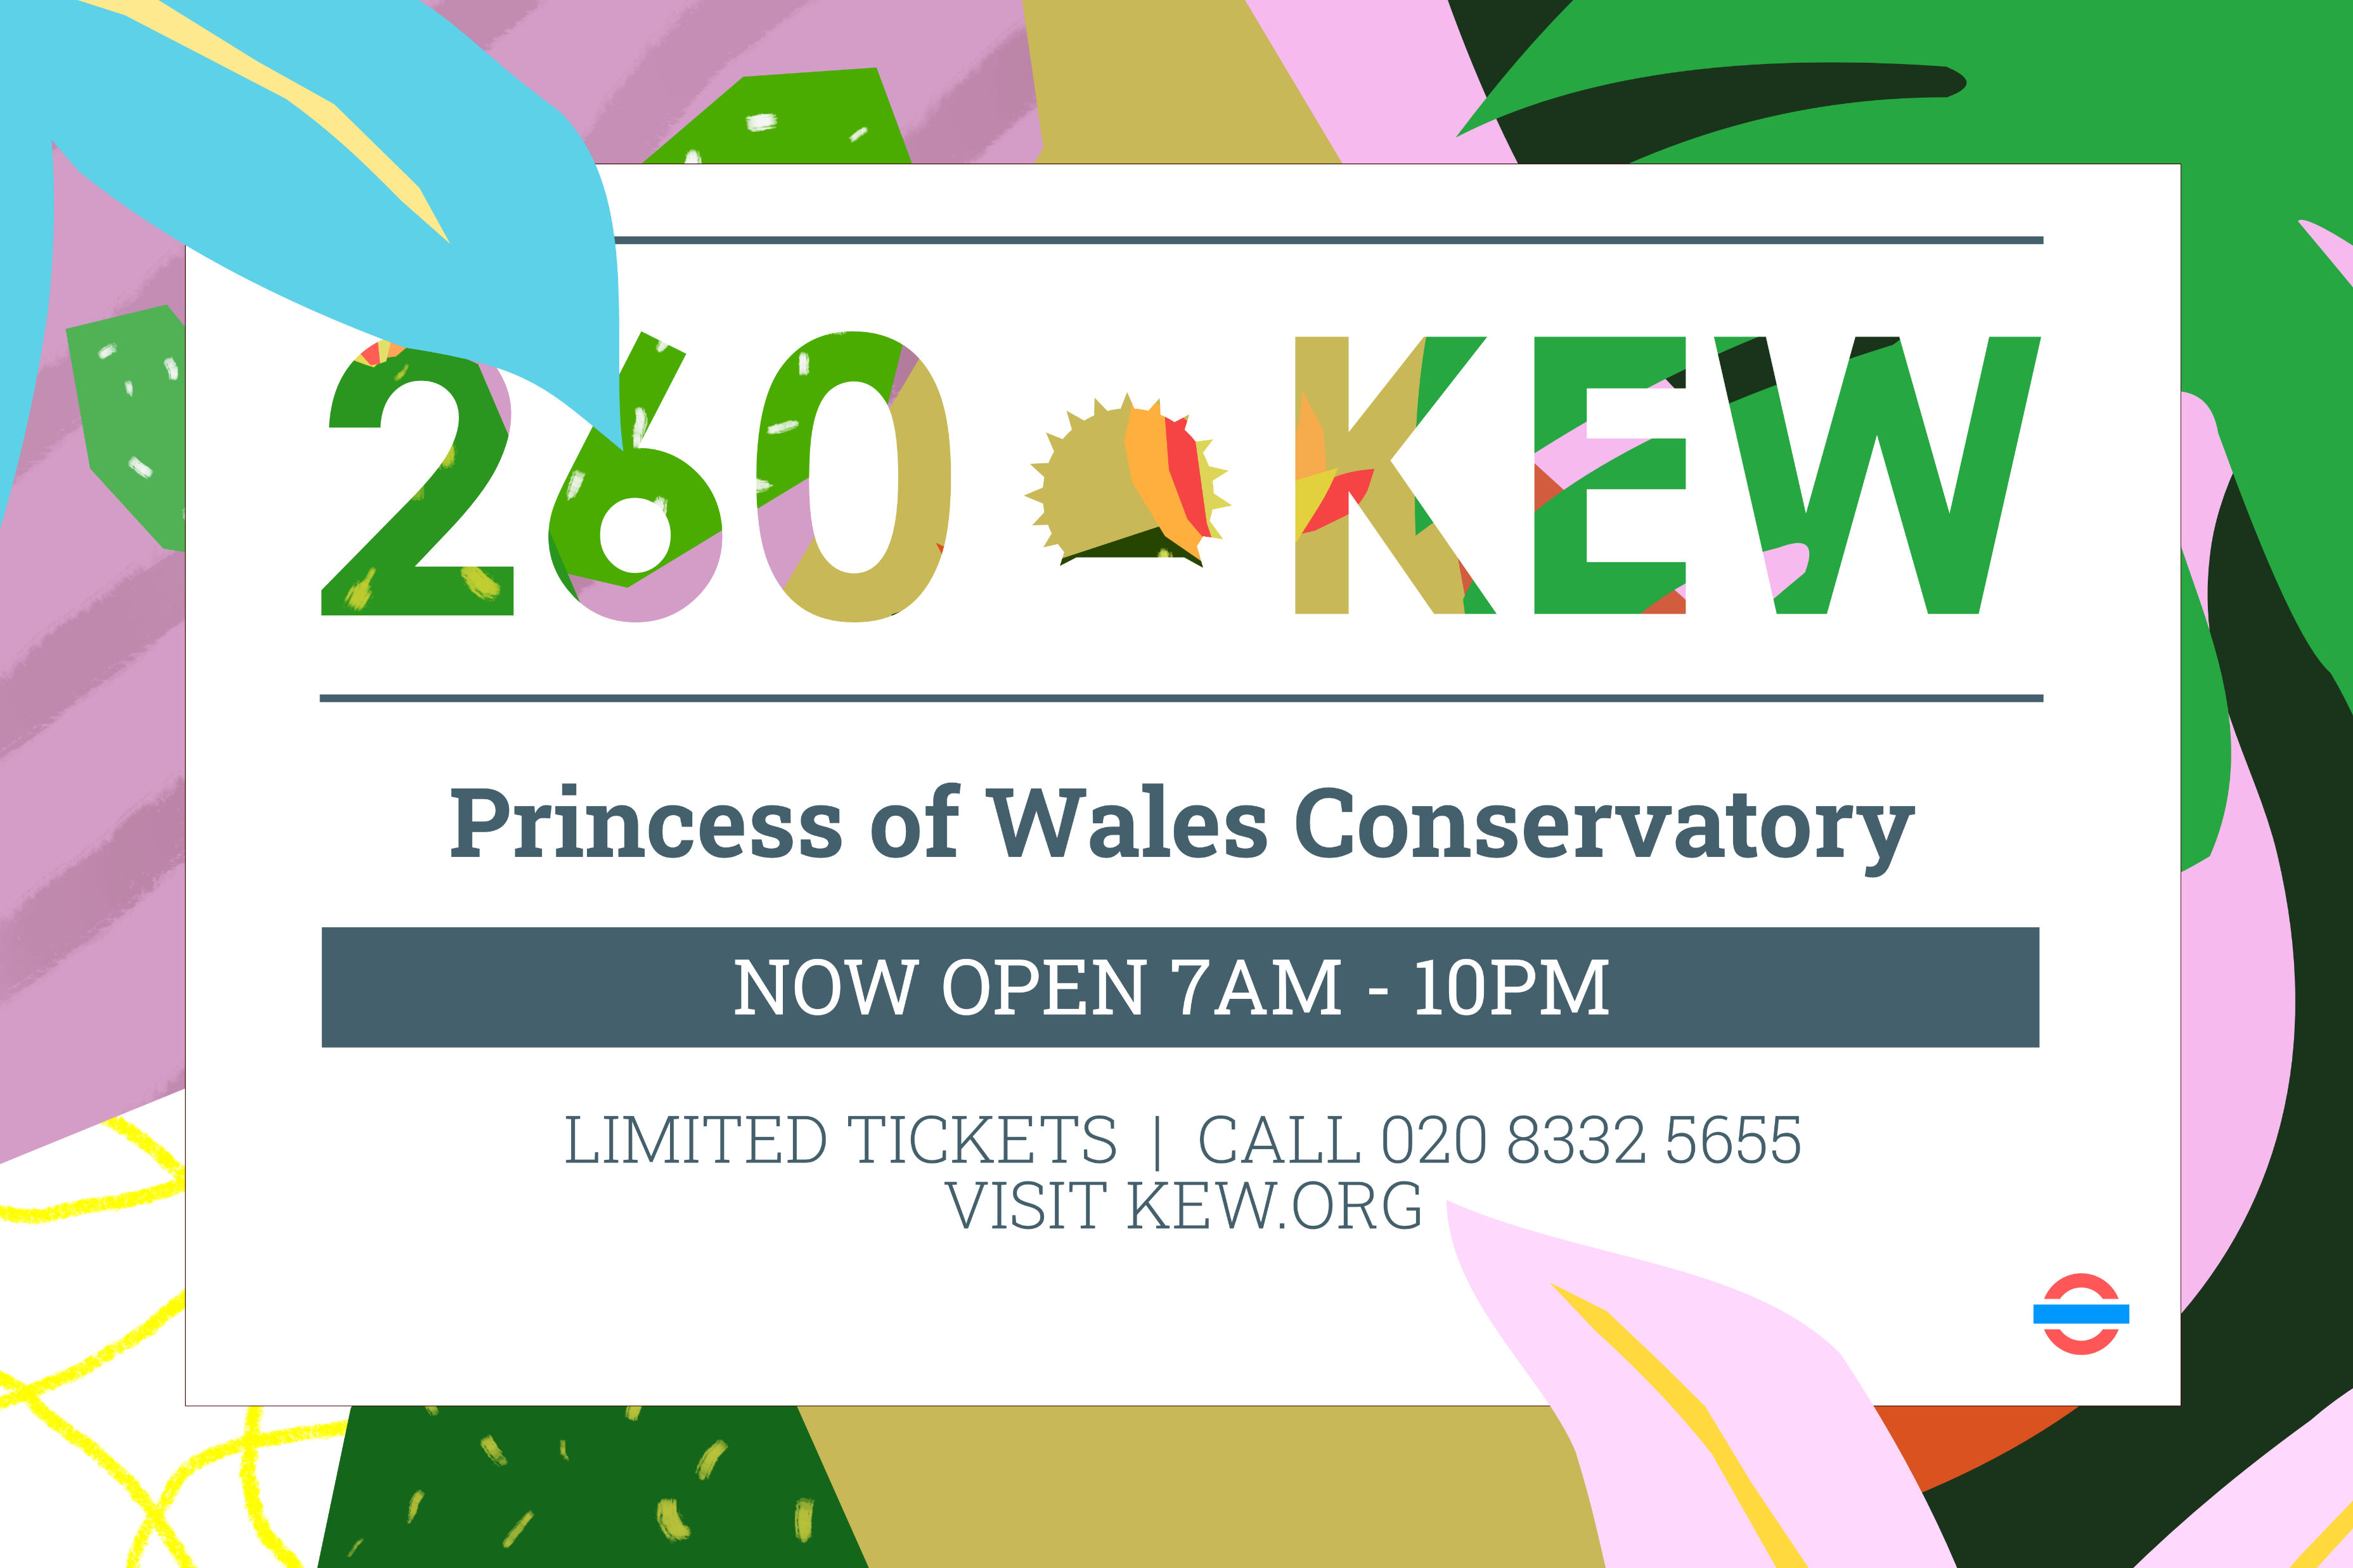 260 KEW
Princess of Wales Conservatory
NOW OPEN 7AM - 10PM
LIMITED TICKETS | CALL 020 8332 5655
VISIT KEW.ORG